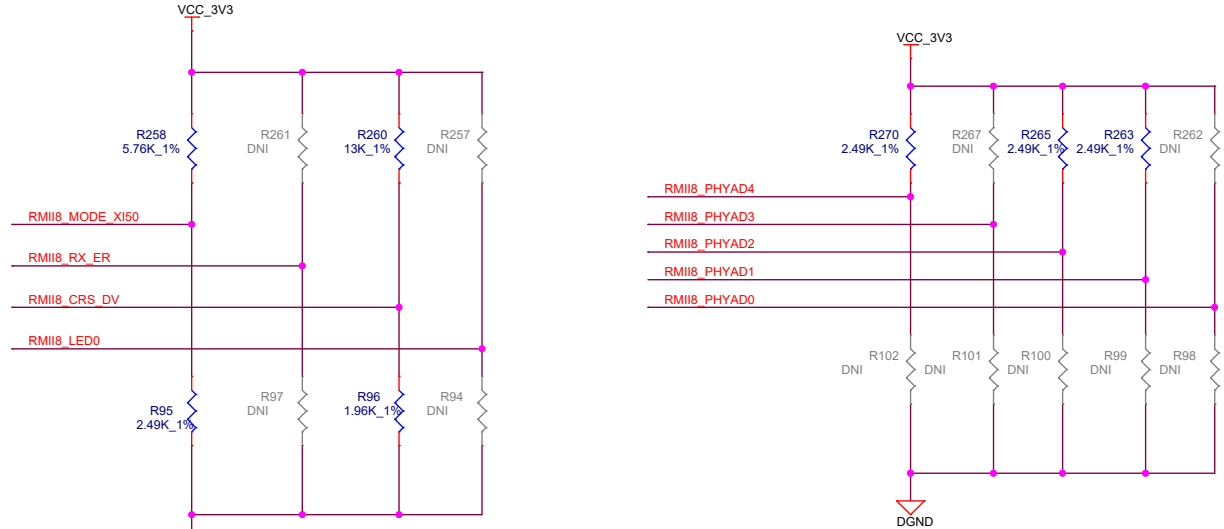 VCC_3V3
R258
5.76K_1%
R261
DNI
R260
13K_1%
R257
DNI
RMII8_MODE_XI50
RMII8_RX_ER
RMII8_CRS_DV
RMII8_LED0
R95
2.49K_1%
R97
DNI
R96
1.96K_1%
R94
DNI
VCC_3V3
R270
2.49K_1%
R267
DNI
R265
2.49K_1%
R263
2.49K_1%
R262
DNI
RMII8_PHYAD4
RMII8_PHYAD3
RMII8_PHYAD2
RMII8_PHYAD1
RMII8_PHYAD0
R102
DNI
R101
DNI
R100
DNI
R99
DNI
R98
DNI
DGND